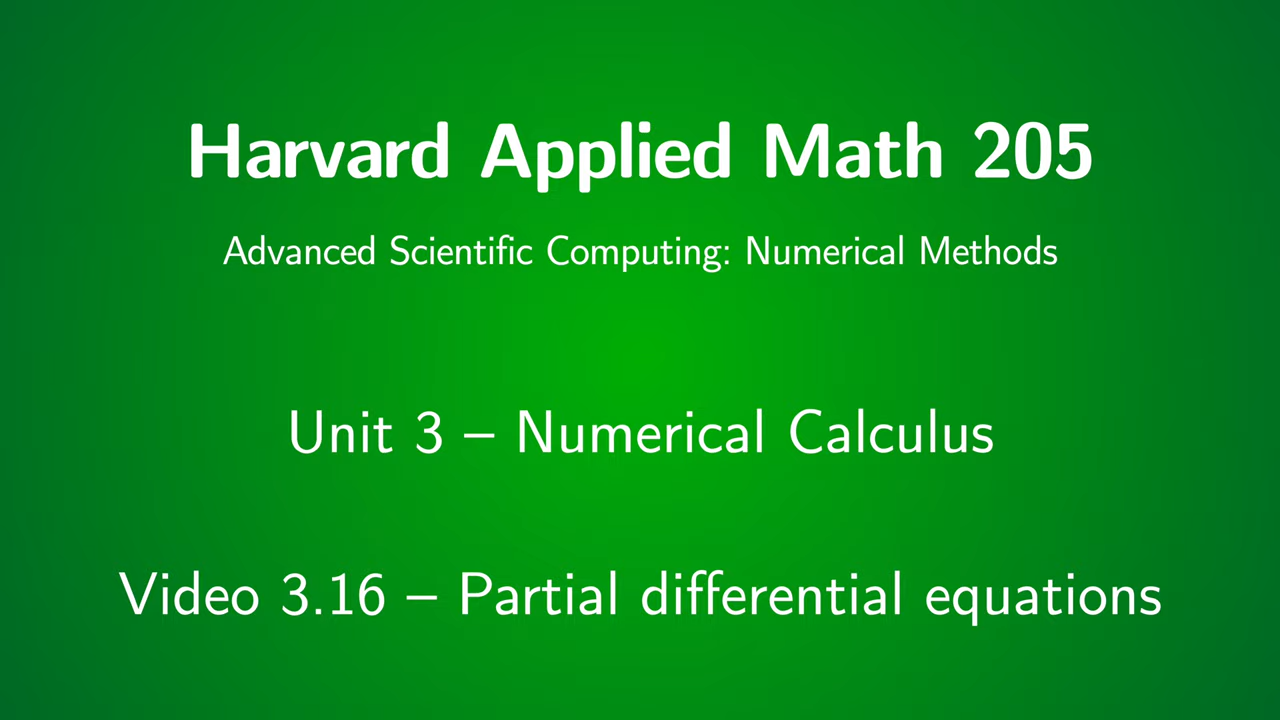 Harvard Applied Math 205
Advanced Scientific Computing: Numerical Methods
Unit 3 – Numerical Calculus
Video 3.16 – Partial differential equations